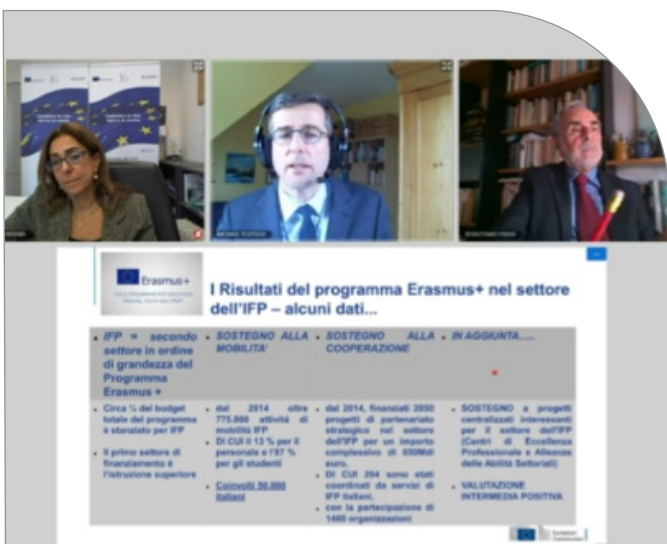 MICHAEL TEUTSCH
Erasmus+
I Risultati del programma Erasmus+ nel settore
dell'IFP – alcuni dati...
• IFP = secondo
settore in ordine
di grandezza del
Programma
Erasmus +
• SOSTEGNO ALLA
MOBILITA'
• SOSTEGNO ALLA
COOPERAZIONE
• IN AGGIUNTA.....
• Circa ¼ del budget
totale del programma
è stanziato per IFP
• Il primo settore di
finanziamento è
l'istruzione superiore
• dal 2014 oltre
775.000 attività di
mobilità IFP
• DI CUI il 13 % per il
personale e l'87 %
per gli studenti
• Coinvolti 50.000
italiani
• dal 2014, finanziati 2850
progetti di partenariato
strategico nel settore
dell'IFP per un importo
complessivo di 650Mdi
euro,
• DI CUI 204 sono stati
coordinati da servizi di
IFP italiani,
• con la partecipazione di
1460 organizzazioni
• SOSTEGNO a progetti
centralizzati interessanti
per il settore dell'IFP
(Centri di Eccellenza
Professionale e Alleanze
delle Abilità Settoriali)
• VALUTAZIONE
INTERMEDIA POSITIVA
European
Commission